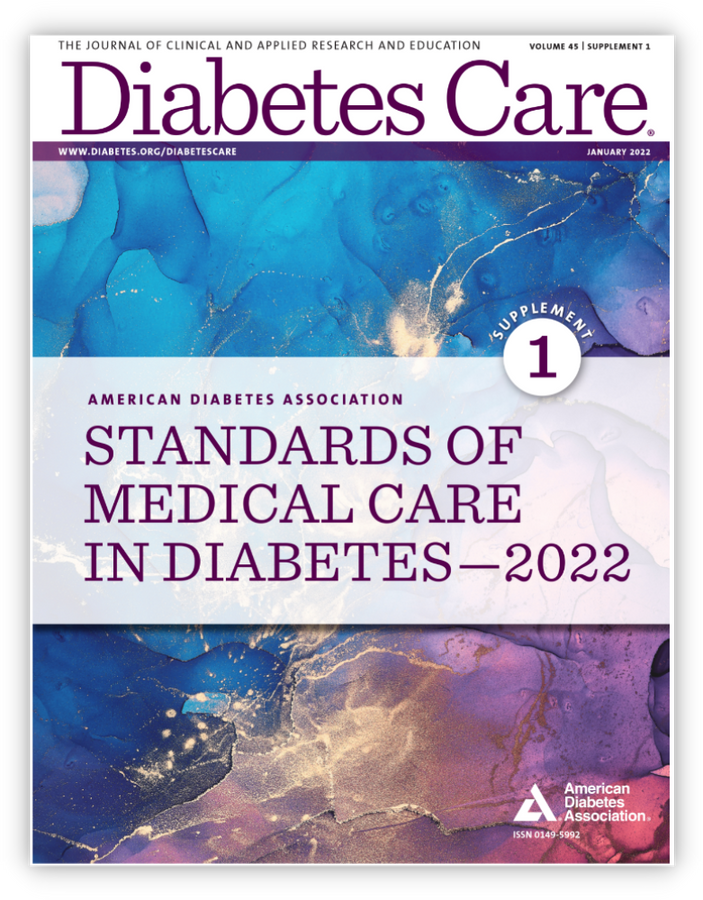 THE JOURNAL OF CLINICAL AND APPLIED RESEARCH AND EDUCATION
VOLUME 45 | SUPPLEMENT 1
Diabetes Care®
WWW.DIABETES.ORG/DIABETESCARE
JANUARY 2022
SUPPLEMENT
1
AMERICAN DIABETES ASSOCIATION
STANDARDS OF
MEDICAL CARE
IN DIABETES—2022
American
Diabetes
Association®
ISSN 0149-5992